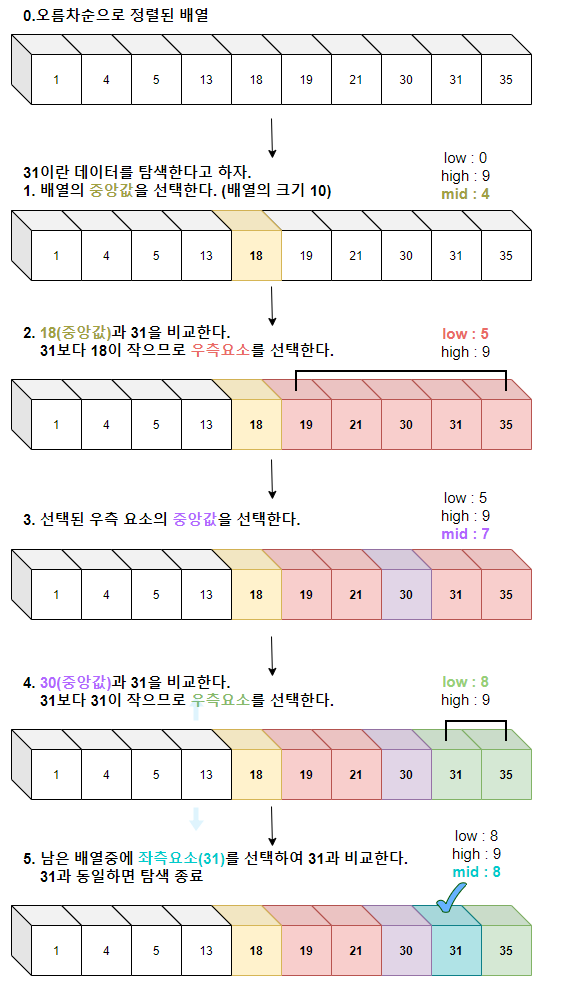 0.오름차순으로 정렬된 배열
1 4 5 13 18 19 21 30 31 35
31이란 데이터를 탐색한다고 하자.
1. 배열의 중앙값을 선택한다. (배열의 크기 10)
low : 0
high : 9
mid : 4
1 4 5 13 18 19 21 30 31 35
2. 18(중앙값)과 31을 비교한다.
31보다 18이 작으므로 우측요소를 선택한다.
low : 5
high : 9
1 4 5 13 18 19 21 30 31 35
3. 선택된 우측 요소의 중앙값을 선택한다.
low : 5
high : 9
mid : 7
1 4 5 13 18 19 21 30 31 35
4. 30(중앙값)과 31을 비교한다.
31보다 31이 작으므로 우측요소를 선택한다.
low : 8
high : 9
1 4 5 13 18 19 21 30 31 35
5. 남은 배열중에 좌측요소(31)를 선택하여 31과 비교한다.
31과 동일하면 탐색 종료
low : 8
high : 9
mid : 8
1 4 5 13 18 19 21 30 31 35